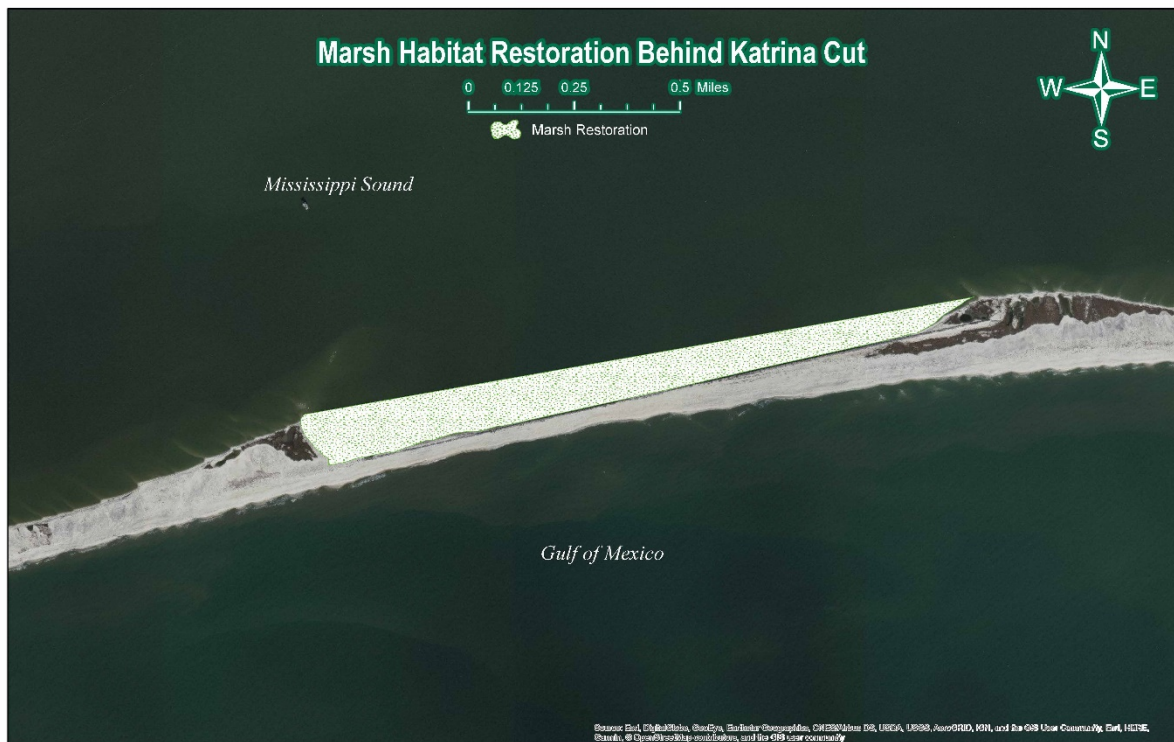 Marsh Habitat Restoration Behind Katrina Cut
N
W E
S
0 0.125 0.25 0.5 Miles
Marsh Restoration
Mississippi Sound
Gulf of Mexico
Sources: Esri, DigitalGlobe, GeoEye, Earthstar Geographics, CNES/Airbus DS, USDA, USGS, AeroGRID, IGN, and the GIS User Community, Esri, HERE,
Garmin, © OpenStreetMap contributors, and the GIS user community